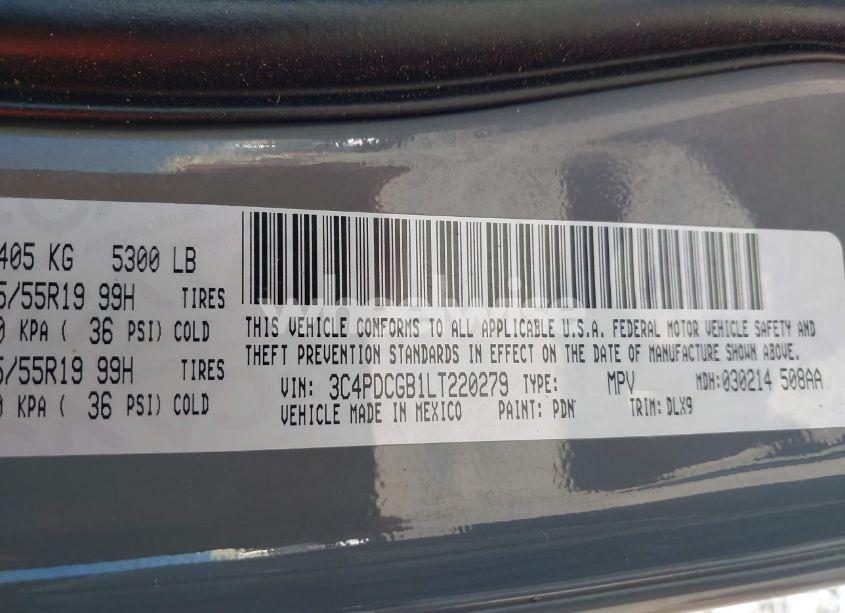 405 KG 5300 LB
5/55R19 99H TIRES
0 KPA ( 36 PSI) COLD
5/55R19 99H TIRES
0 KPA ( 36 PSI) COLD
THIS VEHICLE CONFORMS TO ALL APPLICABLE U.S.A. FEDERAL MOTOR VEHICLE SAFETY AND
THEFT PREVENTION STANDARDS IN EFFECT ON THE DATE OF MANUFACTURE SHOWN ABOVE.
VIN: 3C4PDCGB1LT220279 TYPE: MPV MDH:030214 508AA
VEHICLE MADE IN MEXICO PAINT: PDN TRIM: DLX9
wheelwise